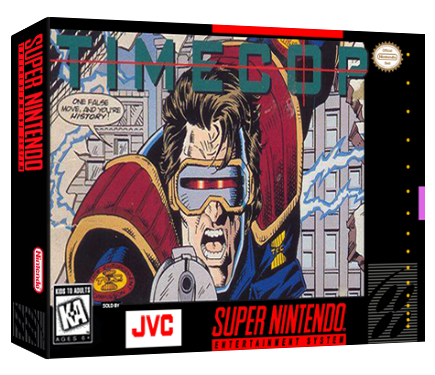 SUPER NINTENDO
Nintendo
TIMECOP
ONE FALSE
MOVE, AND YOU'RE
HISTORY!
Nintendo
KIDS TO ADULTS
K-A
AGES 6+
SOLD BY
JVC
SUPER NINTENDO
ENTERTAINMENT SYSTEM